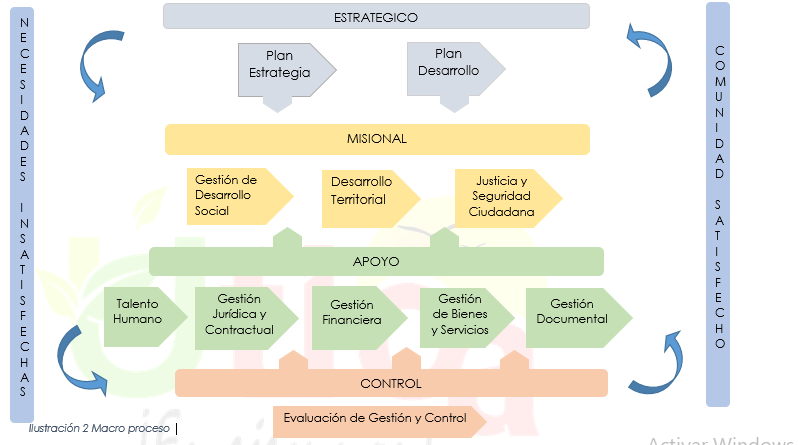 NECESIDADES INSATISFECHAS
ESTRATEGICO
Plan
Estrategia
Plan
Desarrollo
MISIONAL
Gestión de
Desarrollo
Social
Desarrollo
Territorial
Justicia y
Seguridad
Ciudadana
APOYO
Talento
Humano
Gestión
Jurídica y
Contractual
Gestión
Financiera
Gestión
de Bienes
y Servicios
Gestión
Documental
CONTROL
Evaluación de Gestión y Control
COMUNIDAD SATISFECHO
Ilustración 2 Macro proceso
Activar Windows